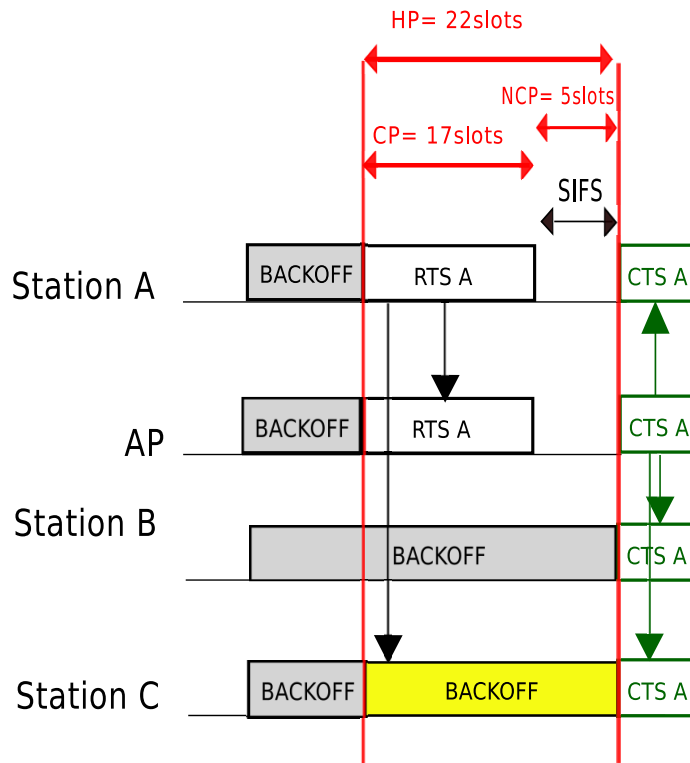 HP= 22slots
NCP= 5slots
CP= 17slots
SIFS
Station A
BACKOFF
RTS A
CTS A
AP
BACKOFF
RTS A
CTS A
Station B
BACKOFF
CTS A
Station C
BACKOFF
BACKOFF
CTS A